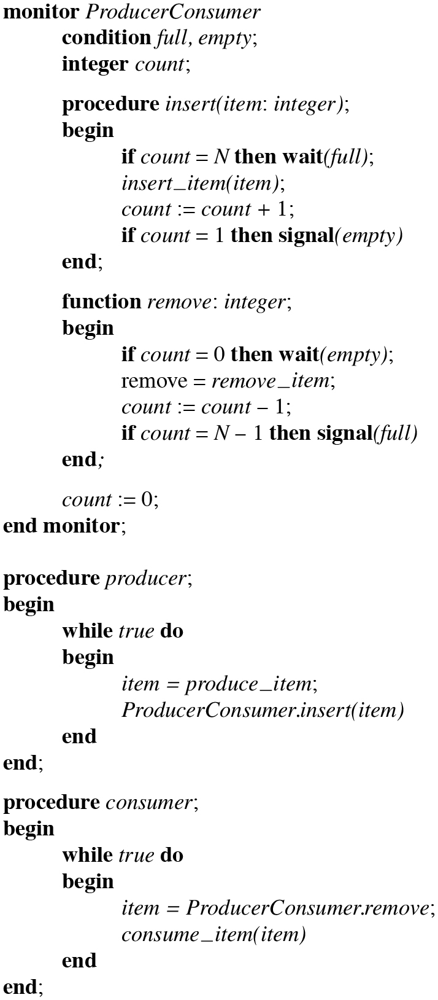 monitor ProducerConsumer
condition full, empty;
integer count;
procedure insert(item: integer);
begin
if count = N then wait(full);
insert_item(item);
count := count + 1;
if count = 1 then signal(empty)
end;
function remove: integer;
begin
if count = 0 then wait(empty);
remove = remove_item;
count := count – 1;
if count = N – 1 then signal(full)
end;
count := 0;
end monitor;
procedure producer;
begin
while true do
begin
item = produce_item;
ProducerConsumer.insert(item)
end
end;
procedure consumer;
begin
while true do
begin
item = ProducerConsumer.remove;
consume_item(item)
end
end;